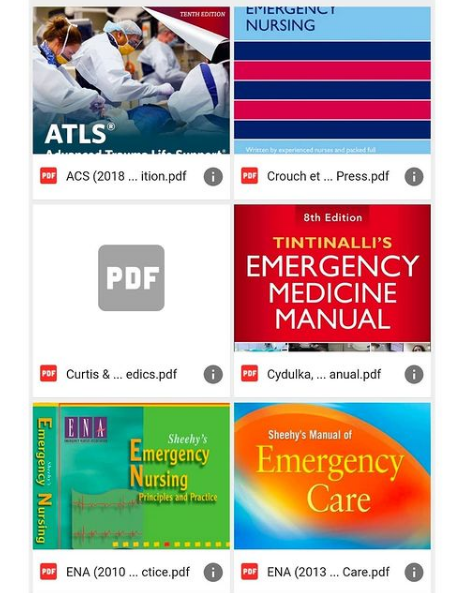 TENTH EDITION
ATLS®
Advanced Trauma Life Support®
PDF ACS (2018 ... ition.pdf
EMERGENCY
NURSING
Written by experienced nurses and packed full
PDF Crouch et ... Press.pdf
PDF
PDF Curtis & ... edics.pdf
8th Edition
TINTINALLI'S
EMERGENCY
MEDICINE
MANUAL
PDF Cydulka, ... anual.pdf
Sheehy's
Emergency Nursing
ENA
Sheehy's
Emergency
Nursing
Principles and Practice
PDF ENA (2010 ... ctice.pdf
Sheehy's Manual of
Emergency
Care
PDF ENA (2013 ... Care.pdf